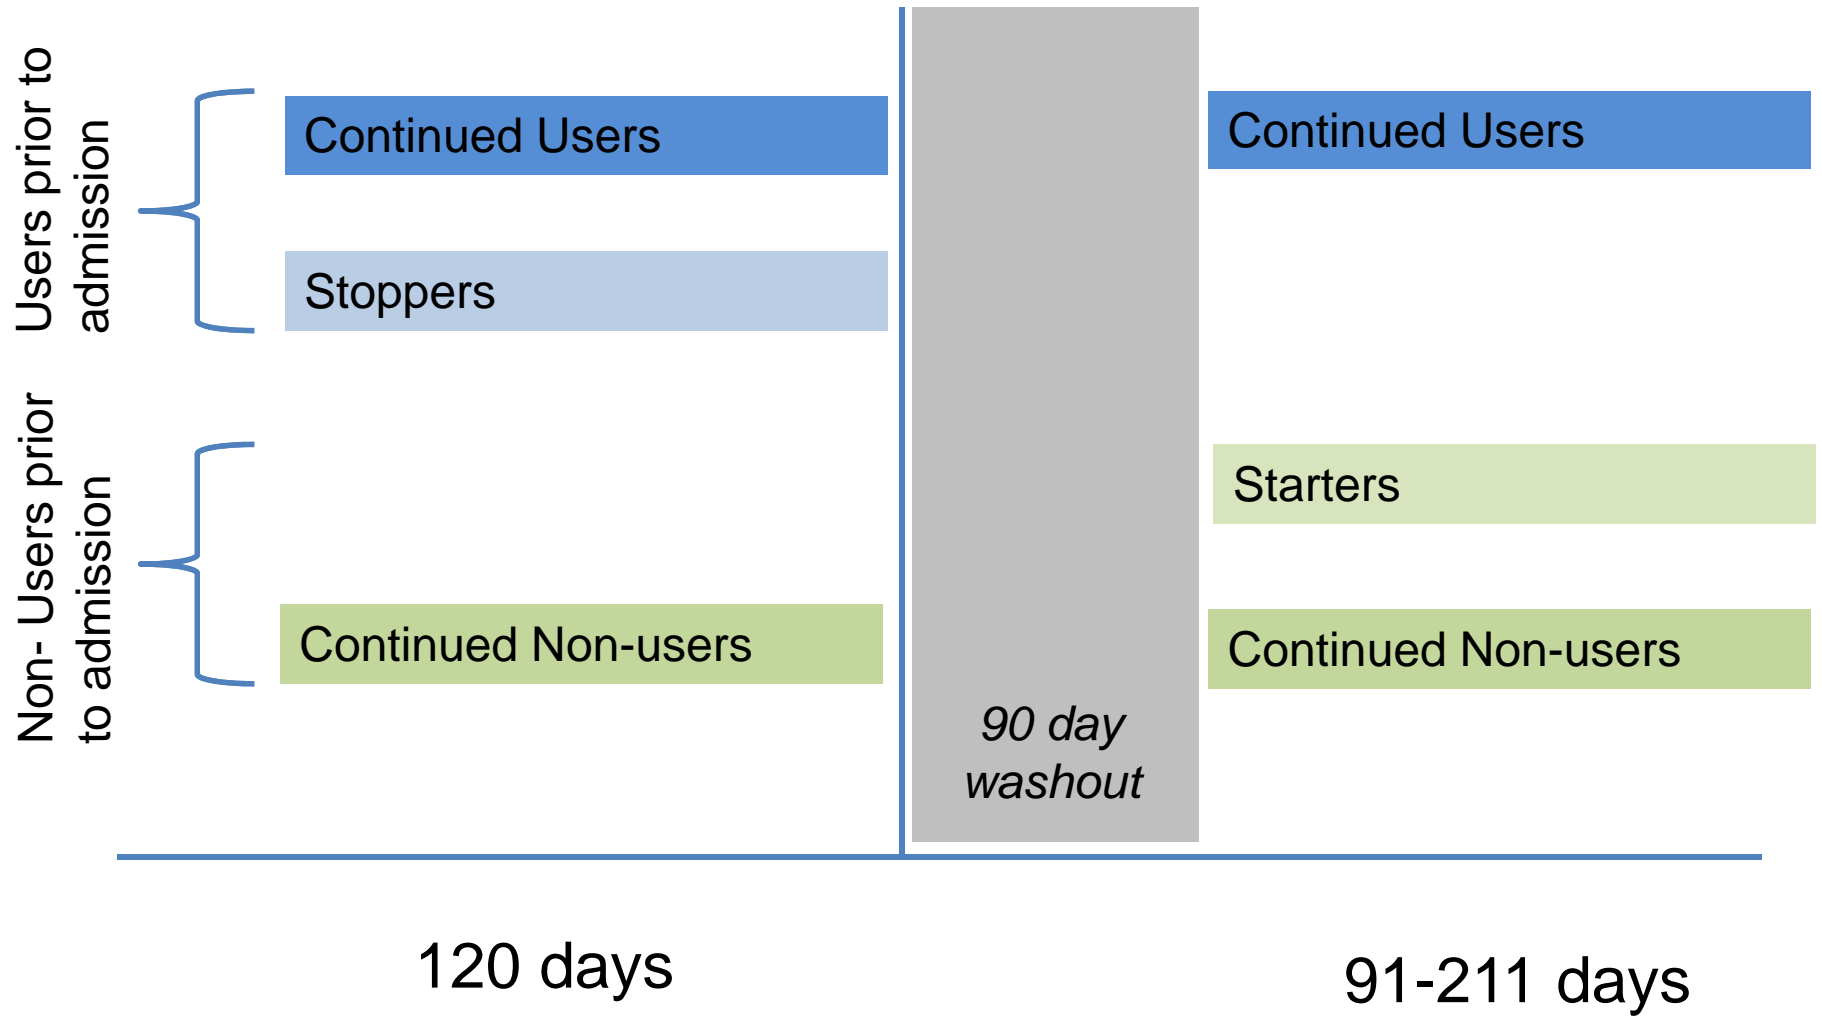 Users prior to
admission
Continued Users
Continued Users
Stoppers
Non- Users prior
to admission
Starters
Continued Non-users
Continued Non-users
90 day
washout
120 days
91-211 days